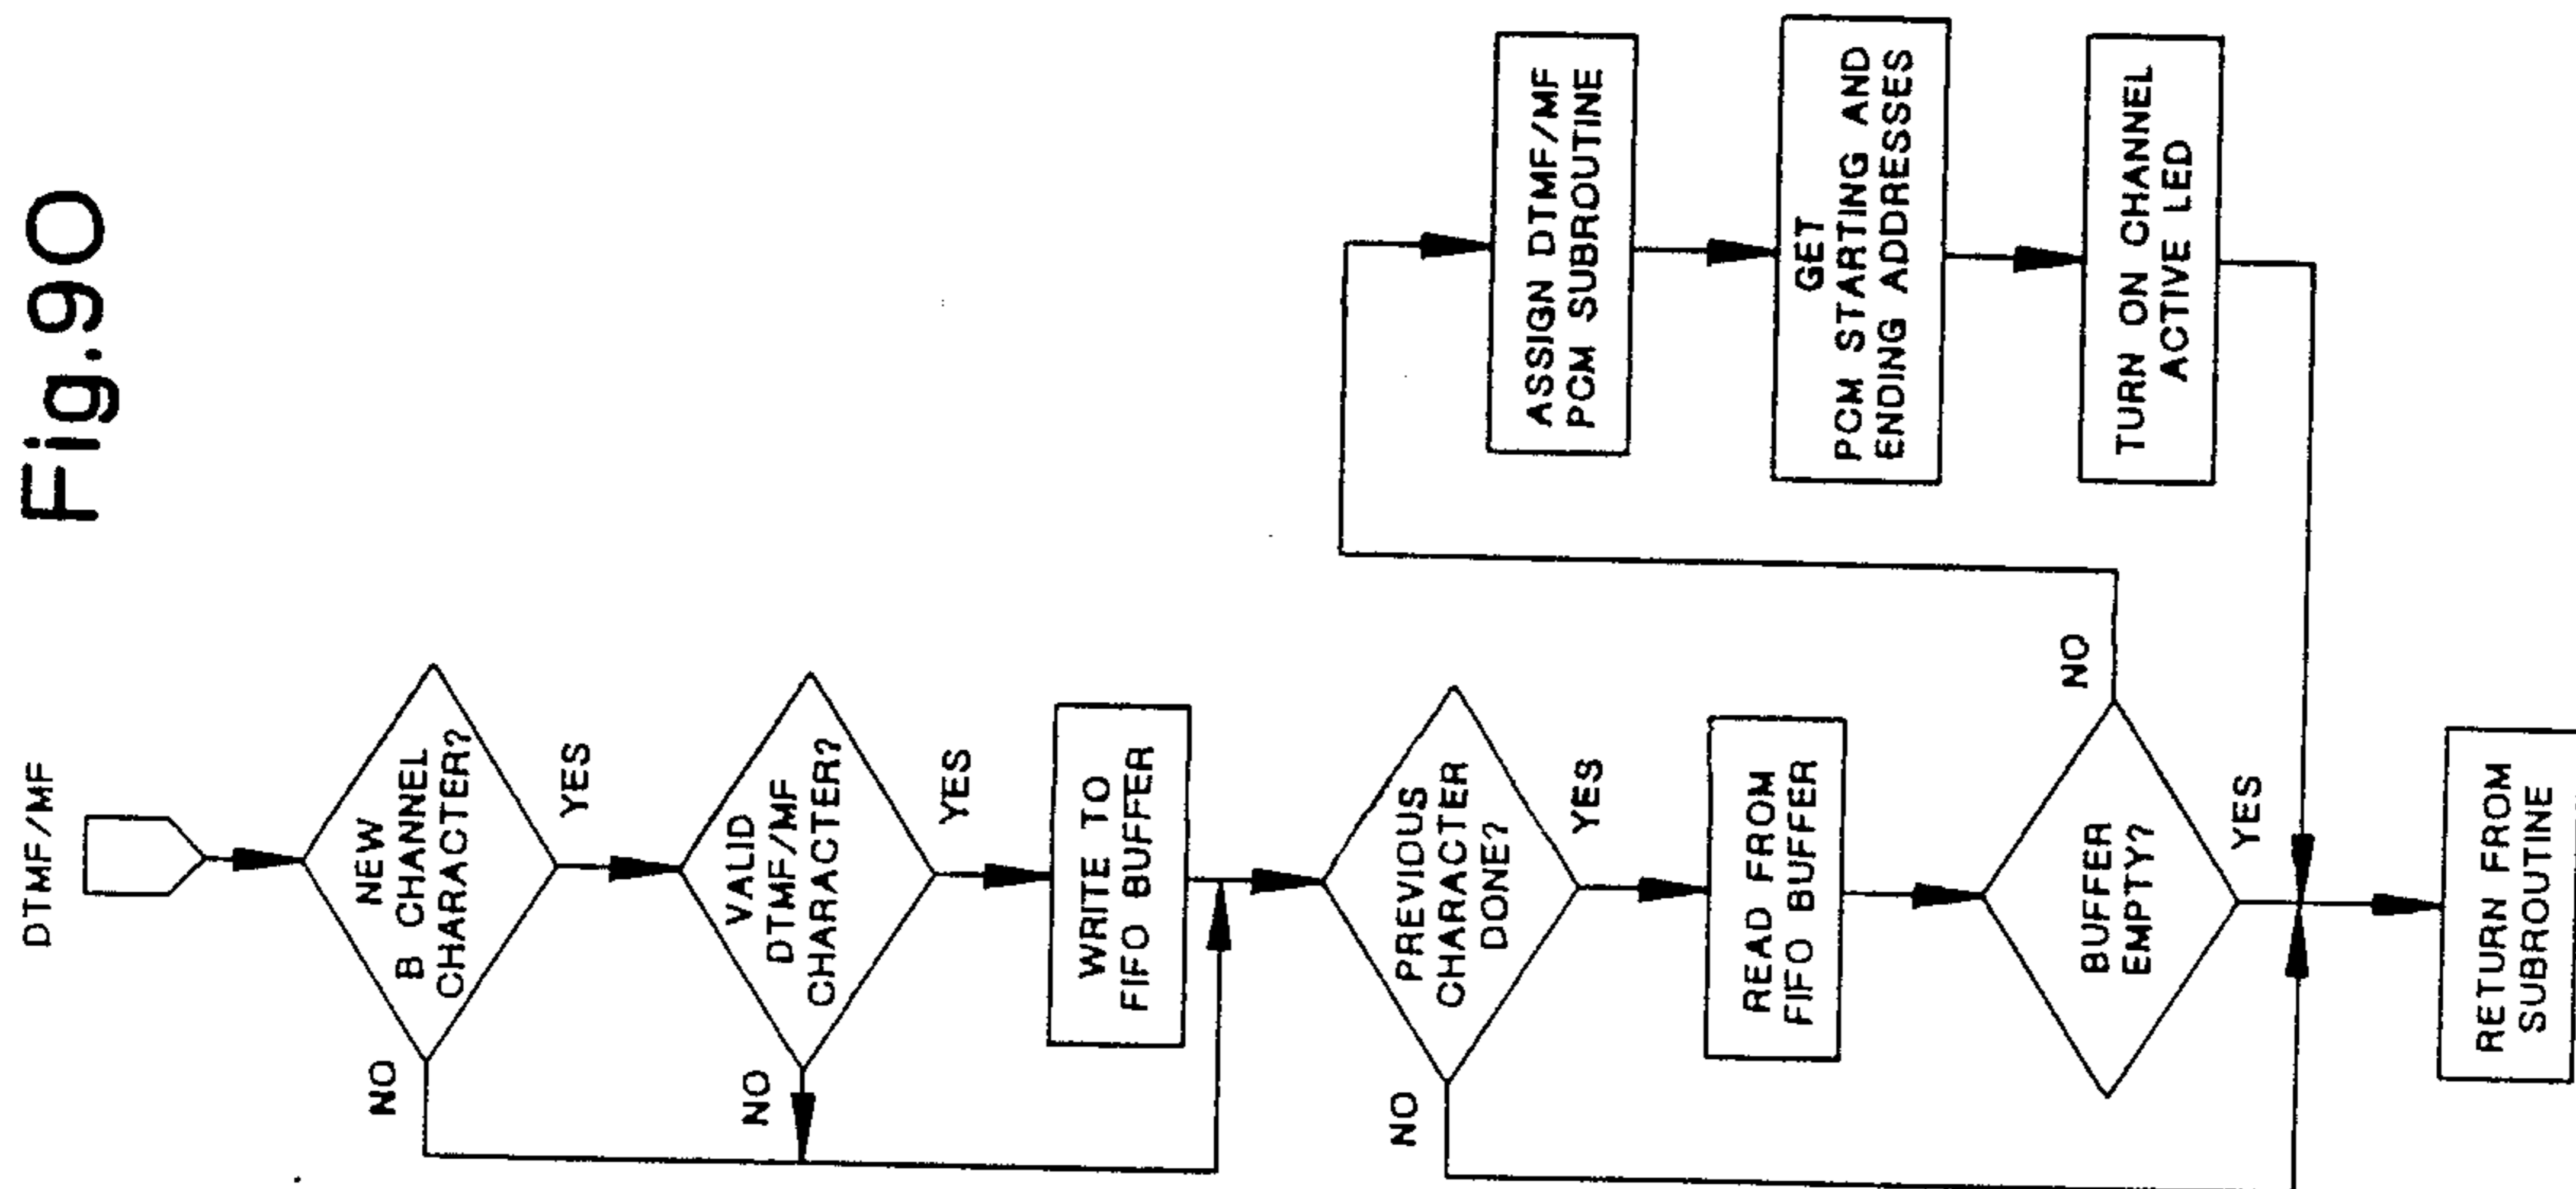 Fig.9O
DTMF/MF
NEW
B CHANNEL
CHARACTER?
NO
YES
VALID
DTMF/MF
CHARACTER?
NO
YES
WRITE TO
FIFO BUFFER
PREVIOUS
CHARACTER
DONE?
NO
YES
READ FROM
FIFO BUFFER
BUFFER
EMPTY?
NO
YES
ASSIGN DTMF/MF
PCM SUBROUTINE
GET
PCM STARTING AND
ENDING ADDRESSES
TURN ON CHANNEL
ACTIVE LED
RETURN FROM
SUBROUTINE